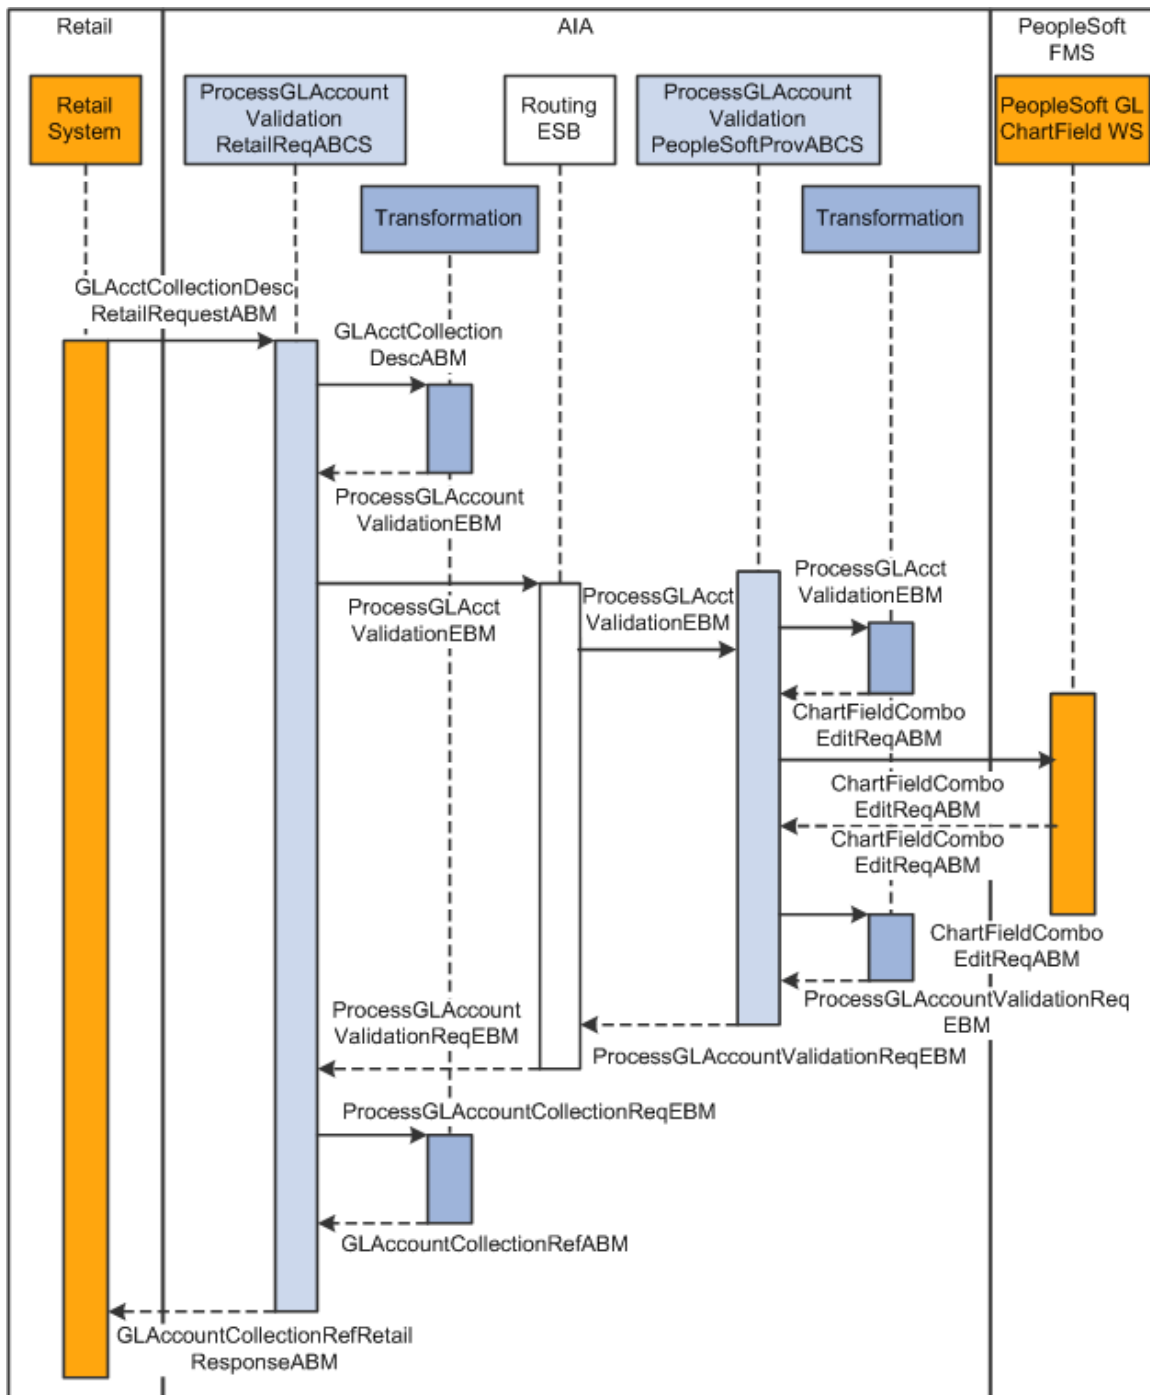 Retail
AIA
PeopleSoft
FMS
Retail
System
ProcessGLAccount
Validation
RetailReqABCS
Routing
ESB
ProcessGLAccount
Validation
PeopleSoftProvABCS
PeopleSoft GL
ChartField WS
Transformation
Transformation
GLAcctCollectionDesc
RetailRequestABM
GLAcctCollection
DescABM
ProcessGLAccount
ValidationEBM
ProcessGLAcct
ValidationEBM
ProcessGLAcct
ValidationEBM
ProcessGLAcct
ValidationEBM
ChartFieldCombo
EditReqABM
ChartFieldCombo
EditReqABM
ChartFieldCombo
EditReqABM
ChartFieldCombo
EditReqABM
ProcessGLAccountValidationReq
EBM
ProcessGLAccountValidationReqEBM
ProcessGLAccount
ValidationReqEBM
ProcessGLAccountCollectionReqEBM
GLAccountCollectionRefABM
GLAccountCollectionRefRetail
ResponseABM